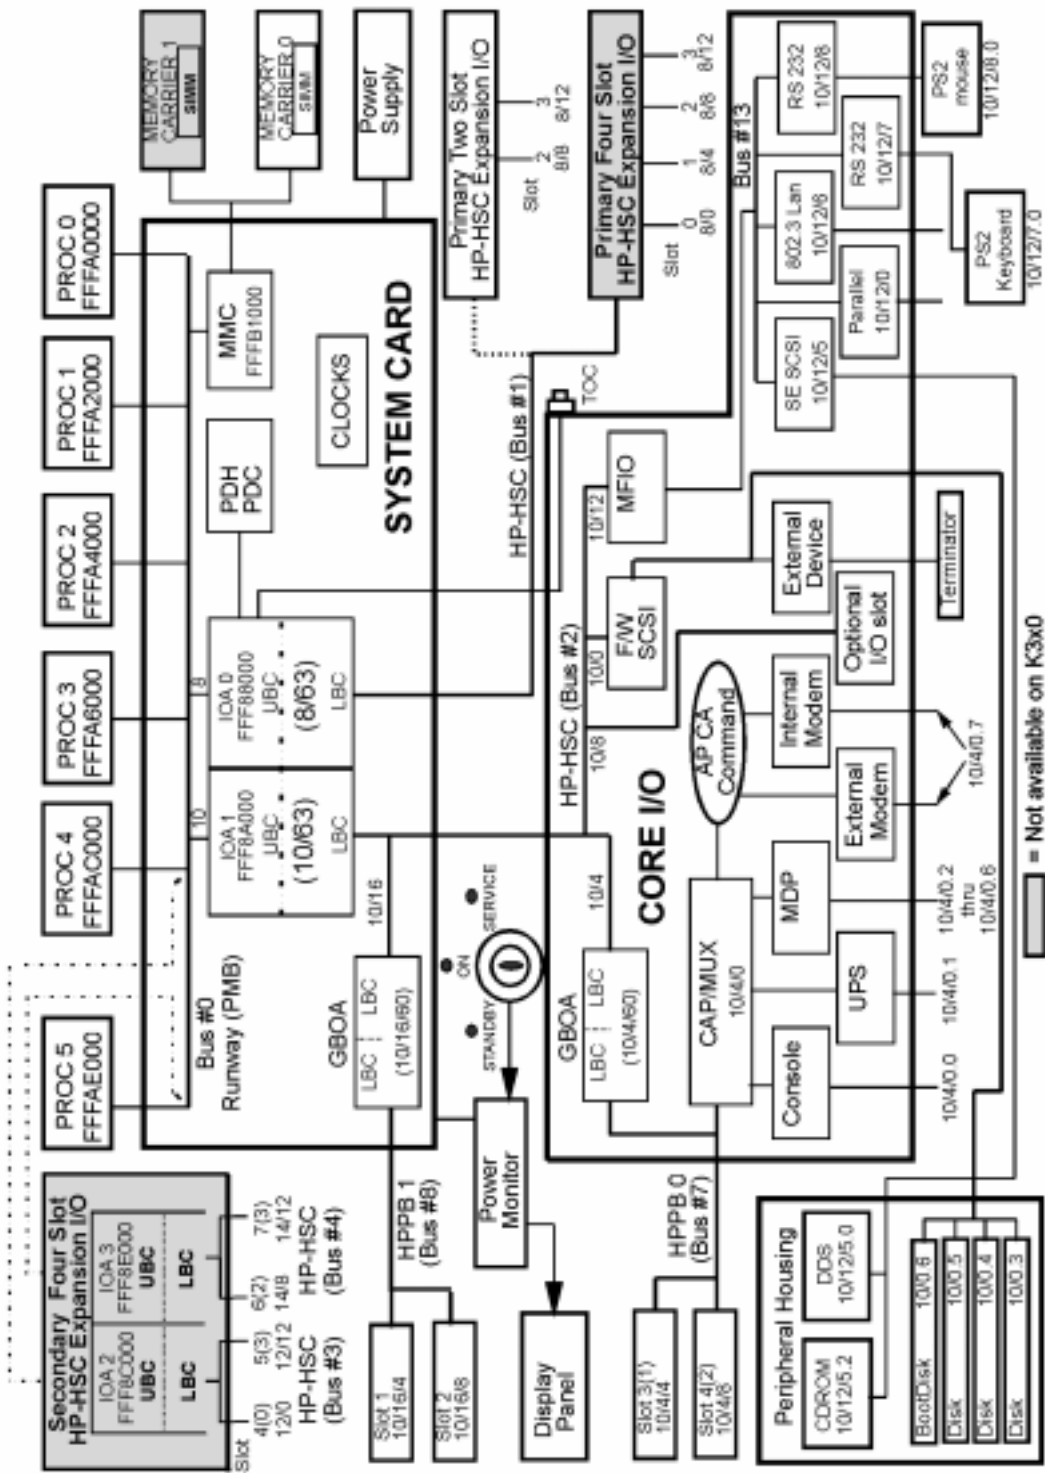 MEMORY
CARRIER 1
SIMM
MEMORY
CARRIER 0
SIMM
Power
Supply
Primary Two Slot
HP-HSC Expansion I/O
Slot
2
8/8
3
8/12
Primary Four Slot
HP-HSC Expansion I/O
Slot
0
8/0
1
8/4
2
8/8
3
8/12
PROC 0
FFFA0000
PROC 1
FFFA2000
PROC 2
FFFA4000
PROC 3
FFFA6000
PROC 4
FFFAC000
PROC 5
FFFAE000
MMC
FFFB1000
PDH
PDC
CLOCKS
SYSTEM CARD
8
IOA 0
FFF88000
UBC
(8/63)
LBC
10
IOA 1
FFF8A000
UBC
(10/63)
LBC
Bus #0
Runway (PMB)
10/16
GBOA
LBC LBC
(10/16/60)
HP-HSC (Bus #1)
TOC
Bus #13
RS 232
10/12/8
PS2
mouse
10/12/8.0
RS 232
10/12/7
802.3 Lan
10/12/6
PS2
Keyboard
10/12/7.0
Parallel
10/12/0
SE SCSI
10/12/5
HP-HSC (Bus #2)
10/12
MFIO
10/0
F/W
SCSI
10/8
External
Device
Terminator
Optional
I/O slot
CORE I/O
AP CA
Command
Internal
Modem
External
Modem
10/4/0.7
10/4
GBOA
LBC LBC
(10/4/60)
CAP/MUX
10/4/0
MDP
10/4/0.2
thru
10/4/0.6
UPS
10/4/0.1
Console
10/4/0.0
STANDBY
ON
SERVICE
Power
Monitor
Display
Panel
HPPB 1
(Bus #8)
Slot 1
10/16/4
Slot 2
10/16/8
HPPB 0
(Bus #7)
Slot 3(1)
10/4/4
Slot 4(2)
10/4/8
Secondary Four Slot
HP-HSC Expansion I/O
IOA 2
FFF8C000
UBC
LBC
IOA 3
FFF8E000
UBC
LBC
Slot
4(0)
12/0
5(3)
12/12
6(2)
14/8
7(3)
14/12
HP-HSC
(Bus #3)
HP-HSC
(Bus #4)
Peripheral Housing
CDROM
10/12/5.2
DDS
10/12/5.0
BootDisk 10/0.6
Disk 10/0.5
Disk 10/0.4
Disk 10/0.3
= Not available on K3x0